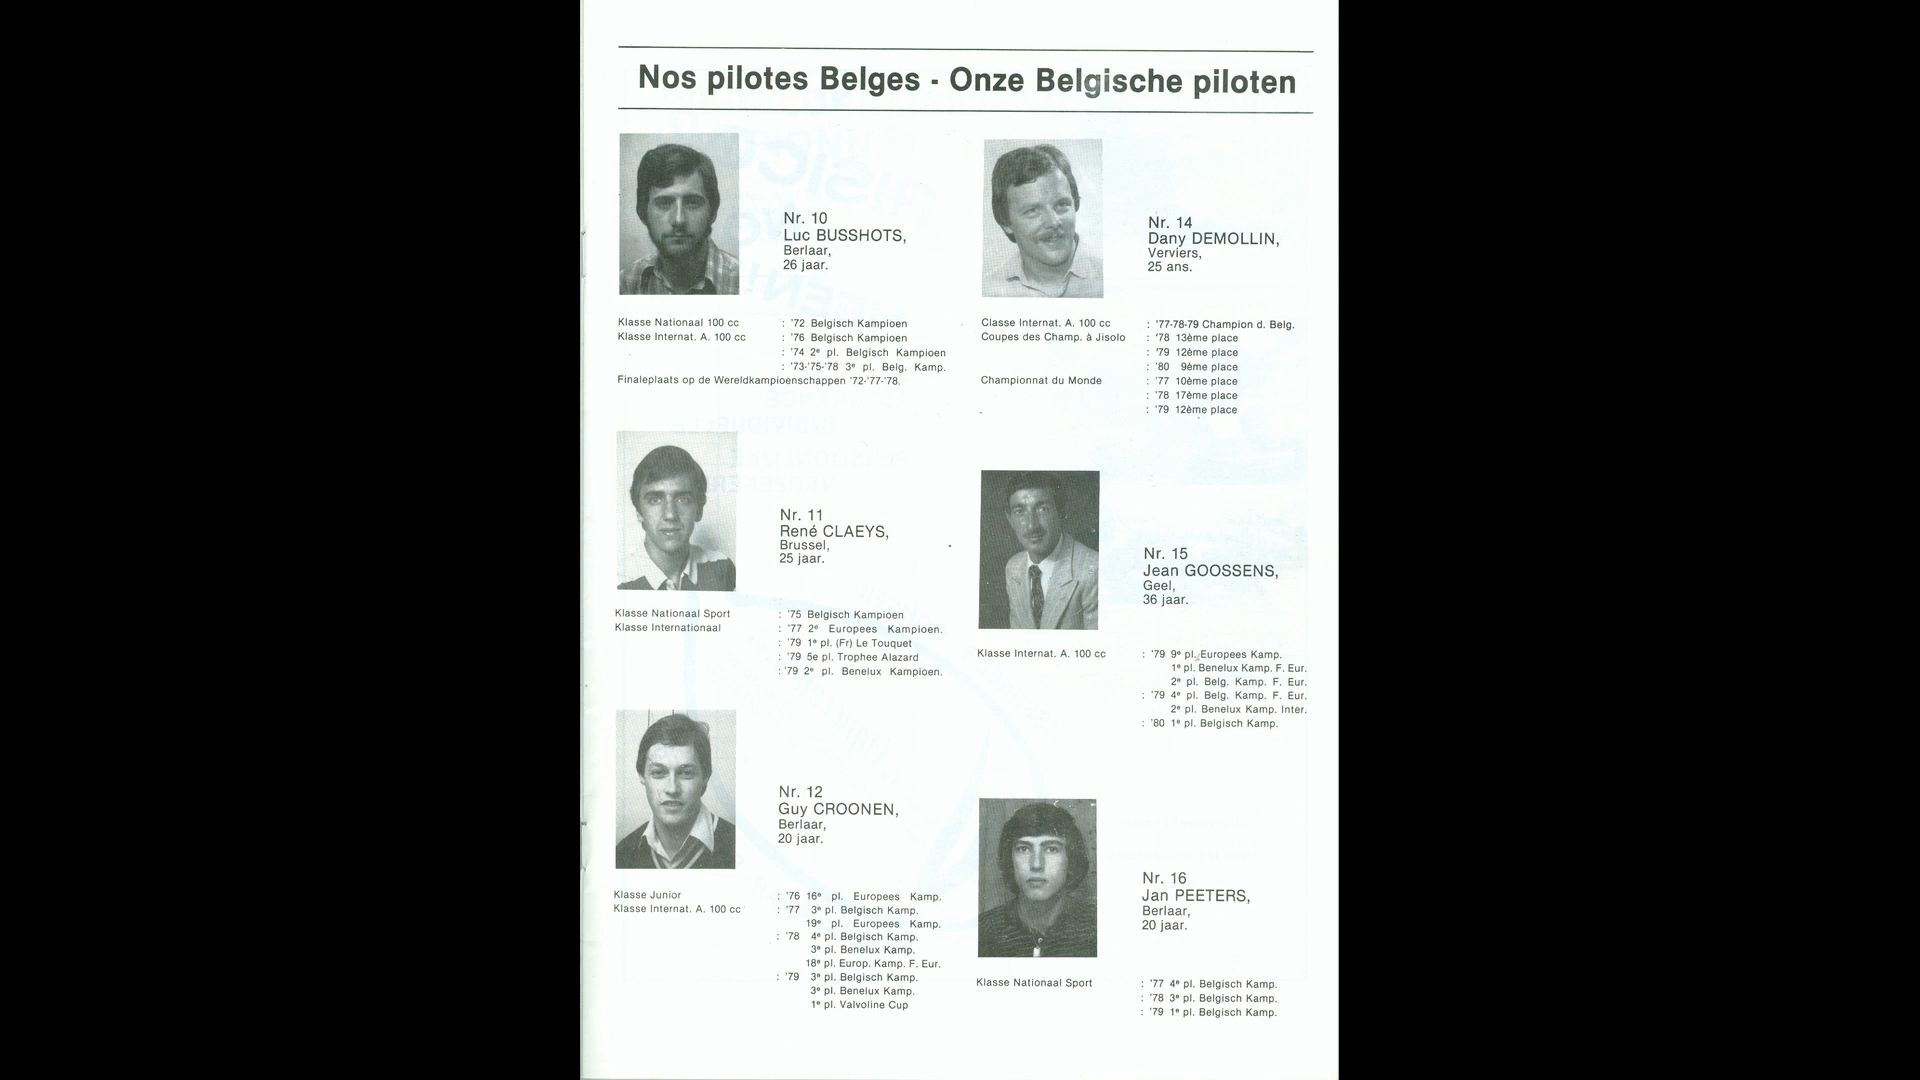 Nos pilotes Belges - Onze Belgische piloten
Nr. 10
Luc BUSSHOTS,
Berlaar,
26 jaar.
Klasse Nationaal 100 cc : '72 Belgisch Kampioen
Klasse Internat. A. 100 cc : '76 Belgisch Kampioen
: '74 2e pl. Belgisch Kampioen
: '73-'75-'78 3e pl. Belg. Kamp.
Finaleplaats op de Wereldkampioenschappen '72-'77-'78.
Nr. 11
René CLAEYS,
Brussel,
25 jaar.
Klasse Nationaal Sport : '75 Belgisch Kampioen
Klasse Internationaal : '77 2e Europees Kampioen.
: '79 1e pl. (Fr) Le Touquet
: '79 5e pl. Trophee Alazard
: '79 2e pl. Benelux Kampioen.
Nr. 12
Guy CROONEN,
Berlaar,
20 jaar.
Klasse Junior : '76 16e pl. Europees Kamp.
Klasse Internat. A. 100 cc : '77 3e pl. Belgisch Kamp.
19e pl. Europees Kamp.
: '78 4e pl. Belgisch Kamp.
3e pl. Benelux Kamp.
18e pl. Europ. Kamp. F. Eur.
: '79 3e pl. Belgisch Kamp.
3e pl. Benelux Kamp.
1e pl. Valvoline Cup
Nr. 14
Dany DEMOLLIN,
Verviers,
25 ans.
Classe Internat. A. 100 cc : '77-78-79 Champion d. Belg.
Coupes des Champ. à Jisolo : '78 13ème place
: '79 12ème place
: '80 9ème place
Championnat du Monde : '77 10ème place
: '78 17ème place
: '79 12ème place
Nr. 15
Jean GOOSSENS,
Geel,
36 jaar.
Klasse Internat. A. 100 cc : '79 9e pl. Europees Kamp.
1e pl. Benelux Kamp. F. Eur.
2e pl. Belg. Kamp. F. Eur.
: '79 4e pl. Belg. Kamp. F. Eur.
2e pl. Benelux Kamp. Inter.
: '80 1e pl. Belgisch Kamp.
Nr. 16
Jan PEETERS,
Berlaar,
20 jaar.
Klasse Nationaal Sport : '77 4e pl. Belgisch Kamp.
: '78 3e pl. Belgisch Kamp.
: '79 1e pl. Belgisch Kamp.